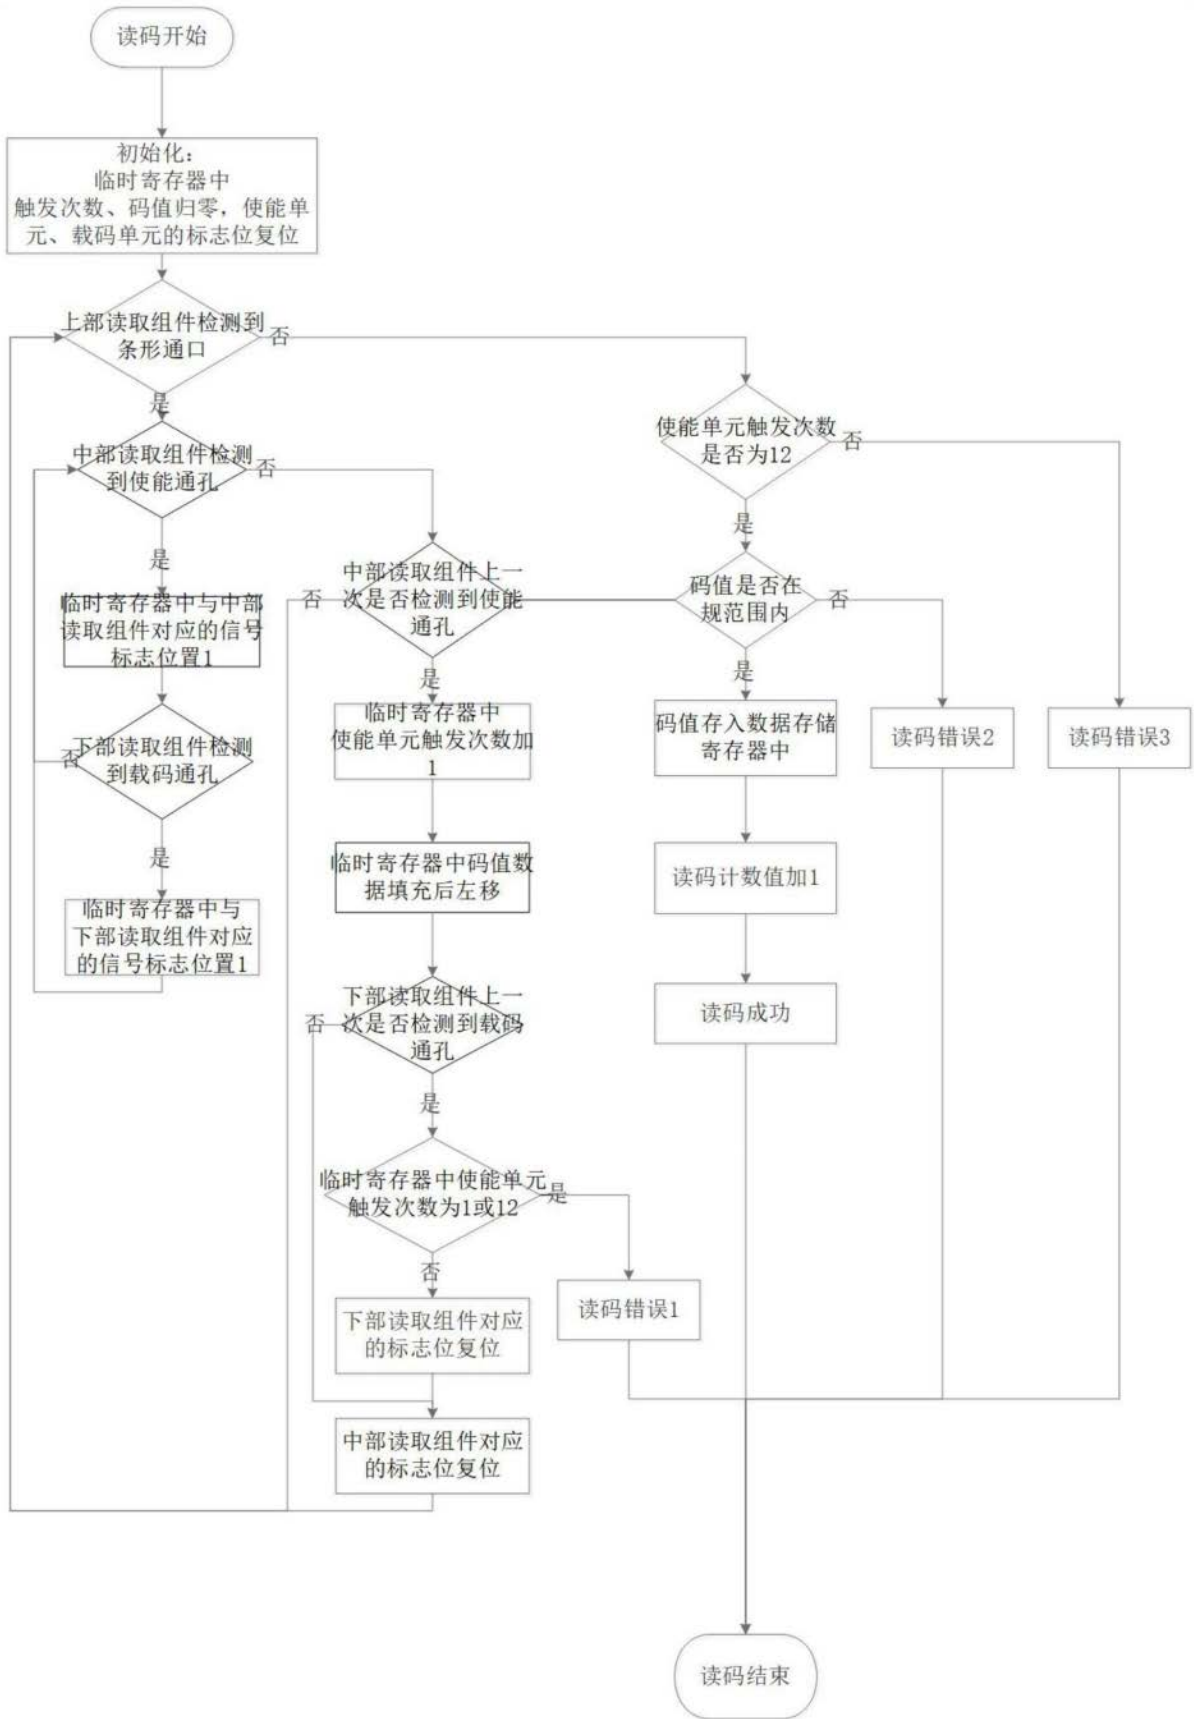 读码开始
初始化:
临时寄存器中
触发次数、码值归零，使能单
元、载码单元的标志位复位
上部读取组件检测到
条形通口
否
是
中部读取组件检测
到使能通孔
否
是
临时寄存器中与中部
读取组件对应的信号
标志位置1
下部读取组件检测
到载码通孔
否
是
临时寄存器中与
下部读取组件对应
的信号标志位置1
中部读取组件上一
次是否检测到使能
通孔
否
是
临时寄存器中
使能单元触发次数加
1
临时寄存器中码值数
据填充后左移
下部读取组件上一
次是否检测到载码
通孔
否
是
临时寄存器中使能单元
触发次数为1或12
是
否
读码错误1
下部读取组件对应
的标志位复位
中部读取组件对应
的标志位复位
使能单元触发次数
是否为12
否
是
码值是否在
规范围内
否
是
码值存入数据存储
寄存器中
读码计数值加1
读码成功
读码错误2
读码错误3
读码结束